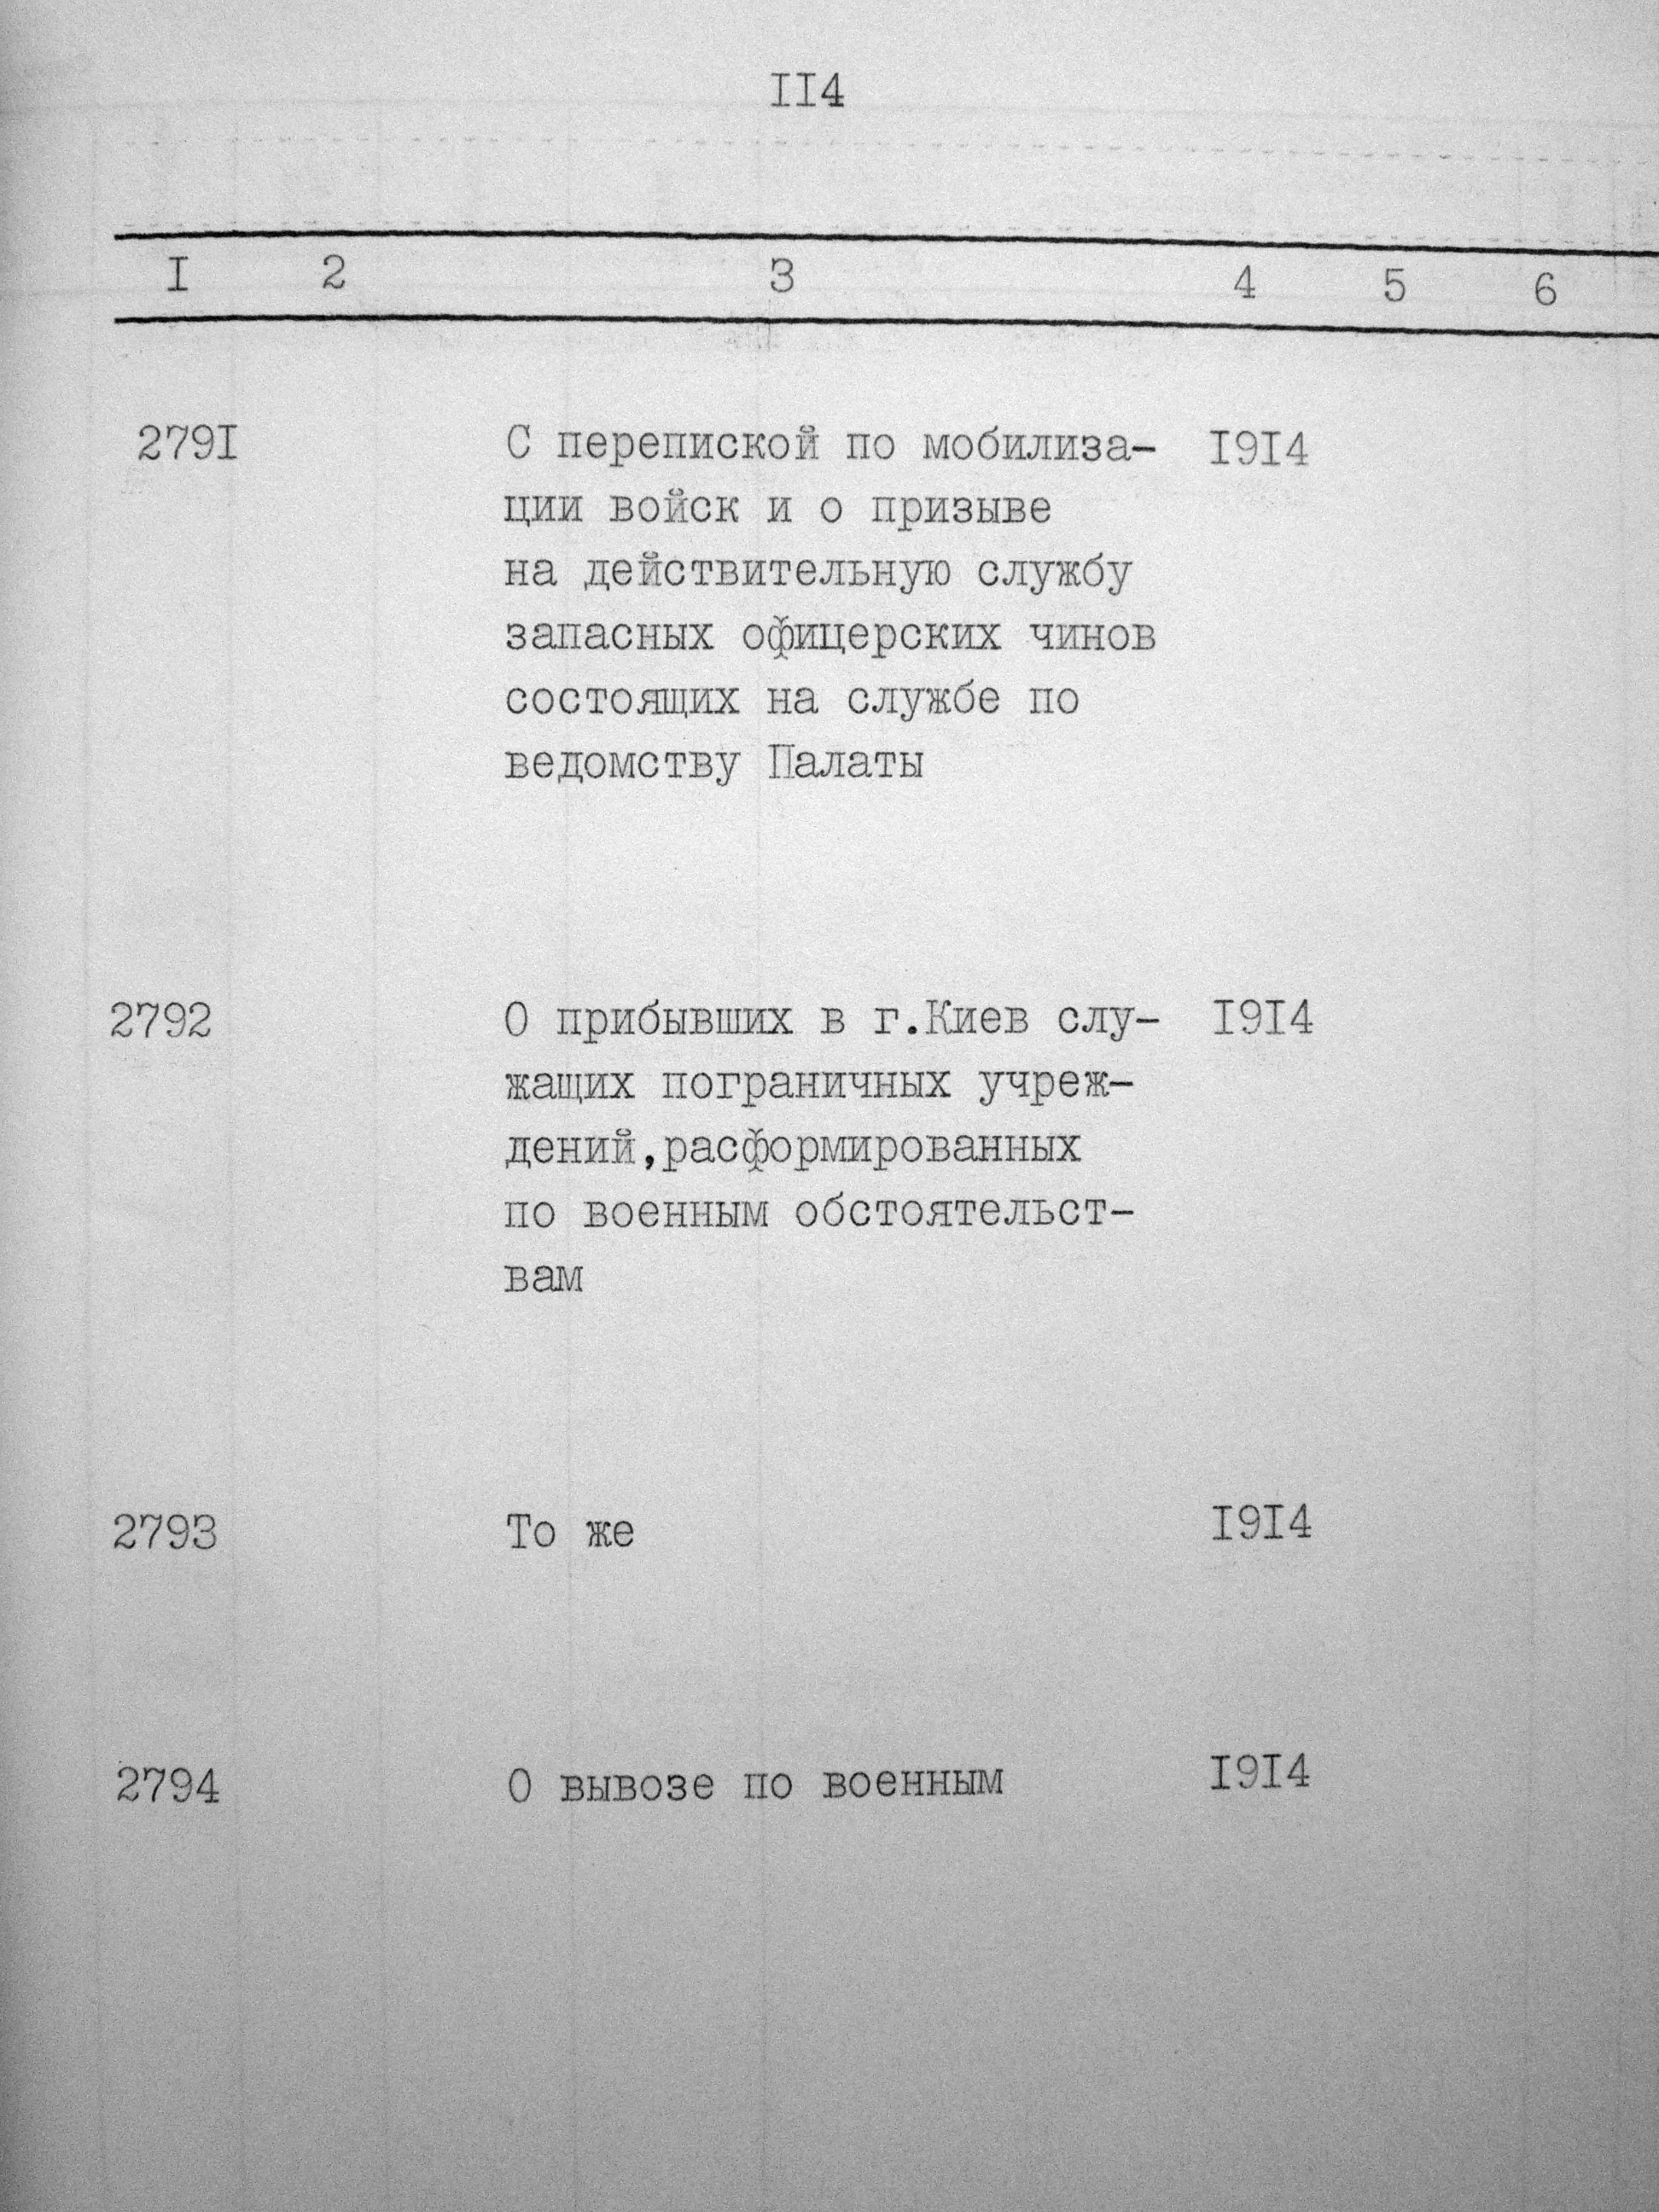 II4
I 2 3 4 5 6
279I С перепиской по мобилиза- I9I4
ции войск и о призыве
на действительную службу
запасных офицерских чинов
состоящих на службе по
ведомству Палаты
2792 О прибывших в г.Киев слу- I9I4
жащих пограничных учреж-
дений,расформированных
по военным обстоятельст-
вам
2793 То же I9I4
2794 О вывозе по военным I9I4